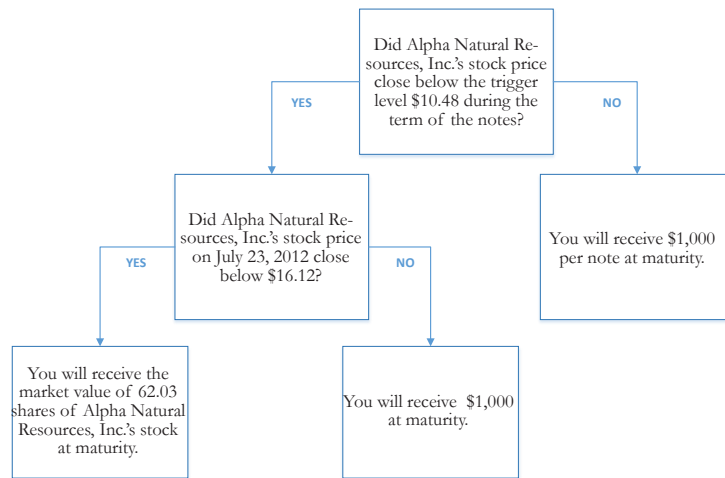 Did Alpha Natural Re-
sources, Inc.'s stock price
close below the trigger
level $10.48 during the
term of the notes?
YES
NO
Did Alpha Natural Re-
sources, Inc.'s stock price
on July 23, 2012 close
below $16.12?
You will receive $1,000
per note at maturity.
YES
NO
You will receive the
market value of 62.03
shares of Alpha Natural
Resources, Inc.'s stock
at maturity.
You will receive $1,000
at maturity.